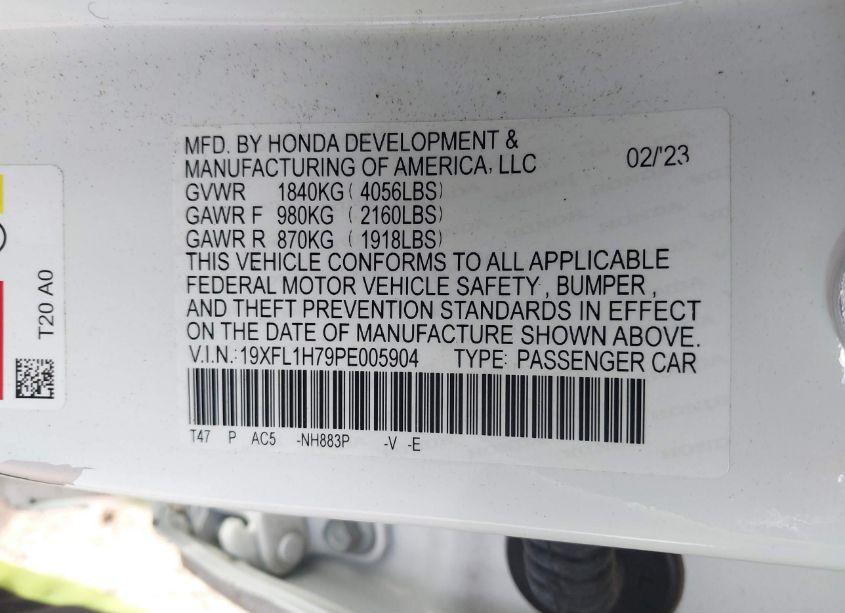 MFD. BY HONDA DEVELOPMENT &
MANUFACTURING OF AMERICA, LLC 02/'23
GVWR 1840KG ( 4056LBS)
GAWR F 980KG ( 2160LBS)
GAWR R 870KG ( 1918LBS)
THIS VEHICLE CONFORMS TO ALL APPLICABLE
FEDERAL MOTOR VEHICLE SAFETY , BUMPER ,
AND THEFT PREVENTION STANDARDS IN EFFECT
ON THE DATE OF MANUFACTURE SHOWN ABOVE.
V.I.N.: 19XFL1H79PE005904 TYPE: PASSENGER CAR
T47 P AC5 -NH883P -V -E
T20 A0